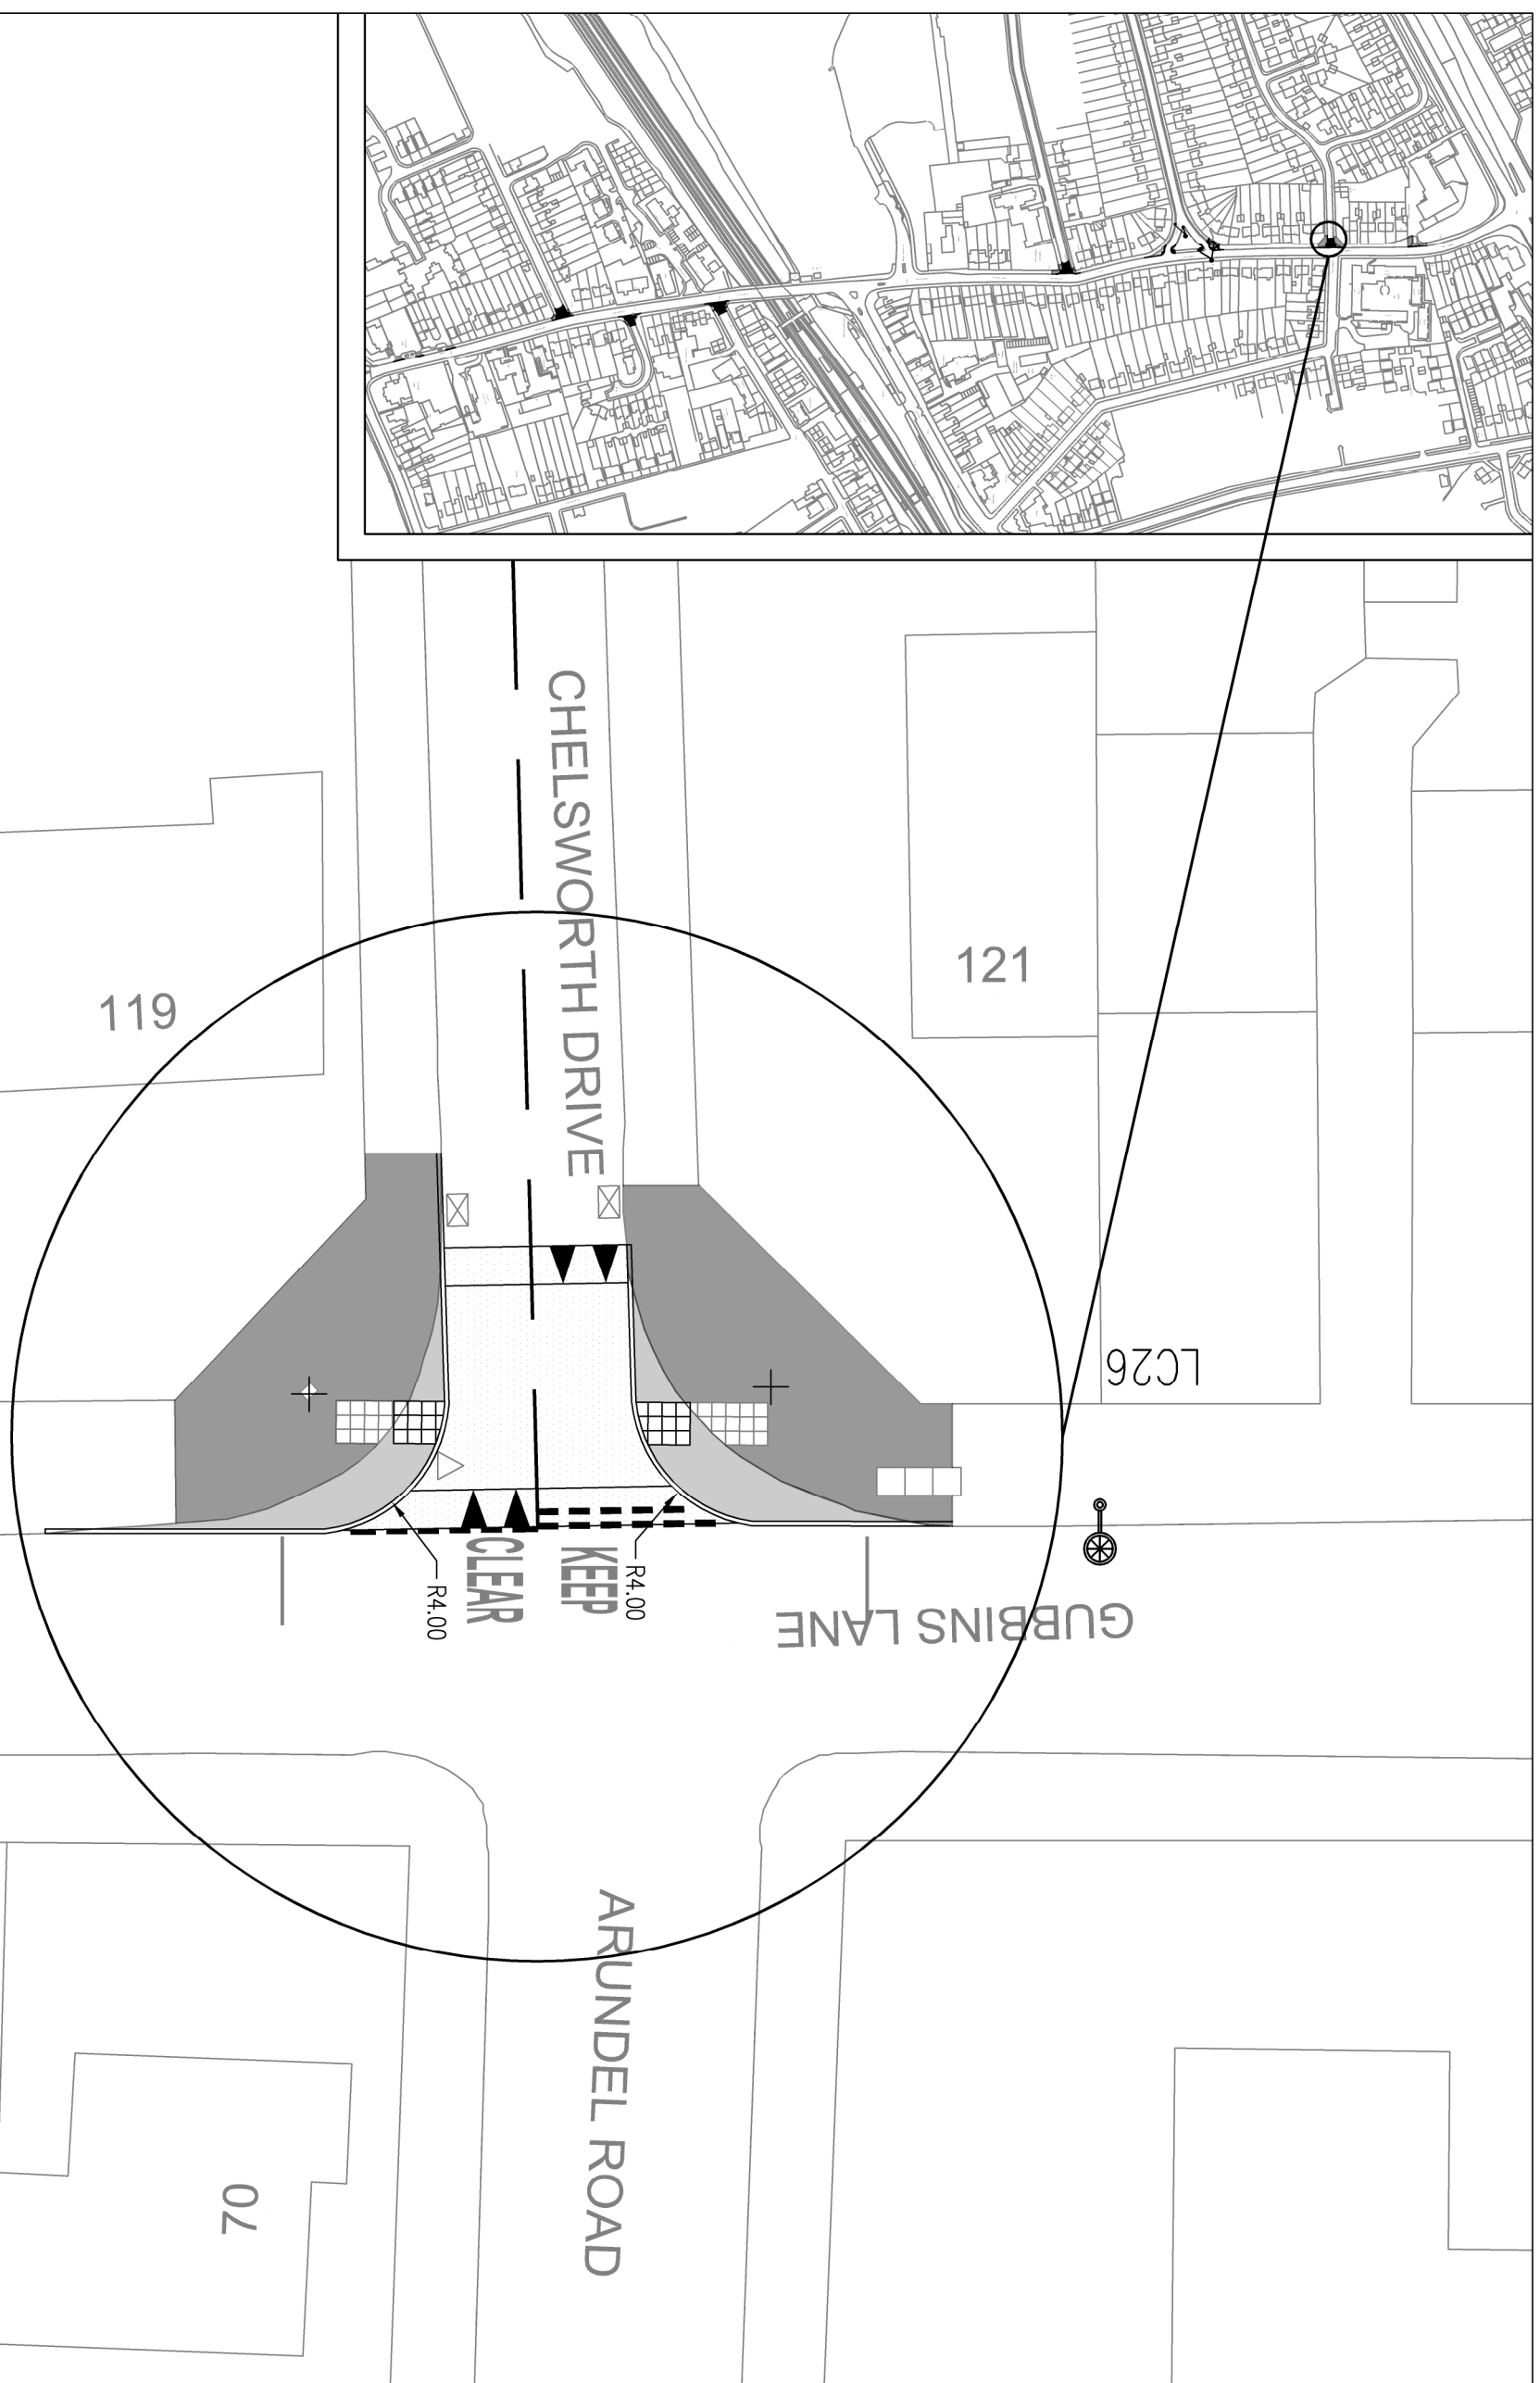 CHELSWORTH DRIVE
121
119
LC26
KEEP
CLEAR
R4.00
R4.00
GUBBINS LANE
ARUNDEL ROAD
70